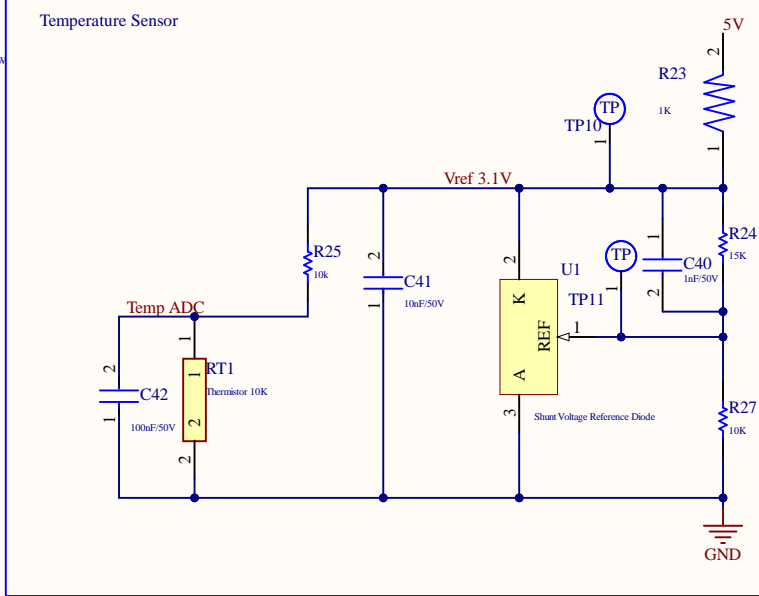 Temperature Sensor
5V
2
R23
1K
1
TP
TP10
1
Vref 3.1V
R25
10k
2
C41
10nF/50V
1
2
K
U1
REF
A
3
Shunt Voltage Reference Diode
TP
TP11
1
1
1
C40
1nF/50V
2
R24
15K
R27
10K
Temp ADC
1
RT1
1
Thermistor 10K
2
2
2
C42
100nF/50V
1
GND